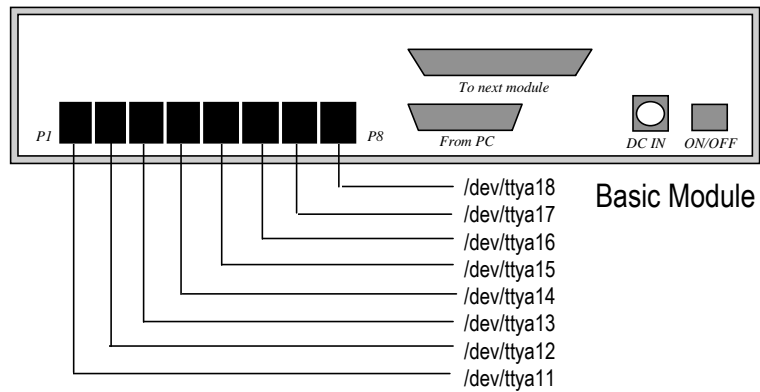 To next module
P1
P8
From PC
DC IN
ON/OFF
/dev/ttya18
Basic Module
/dev/ttya17
/dev/ttya16
/dev/ttya15
/dev/ttya14
/dev/ttya13
/dev/ttya12
/dev/ttya11